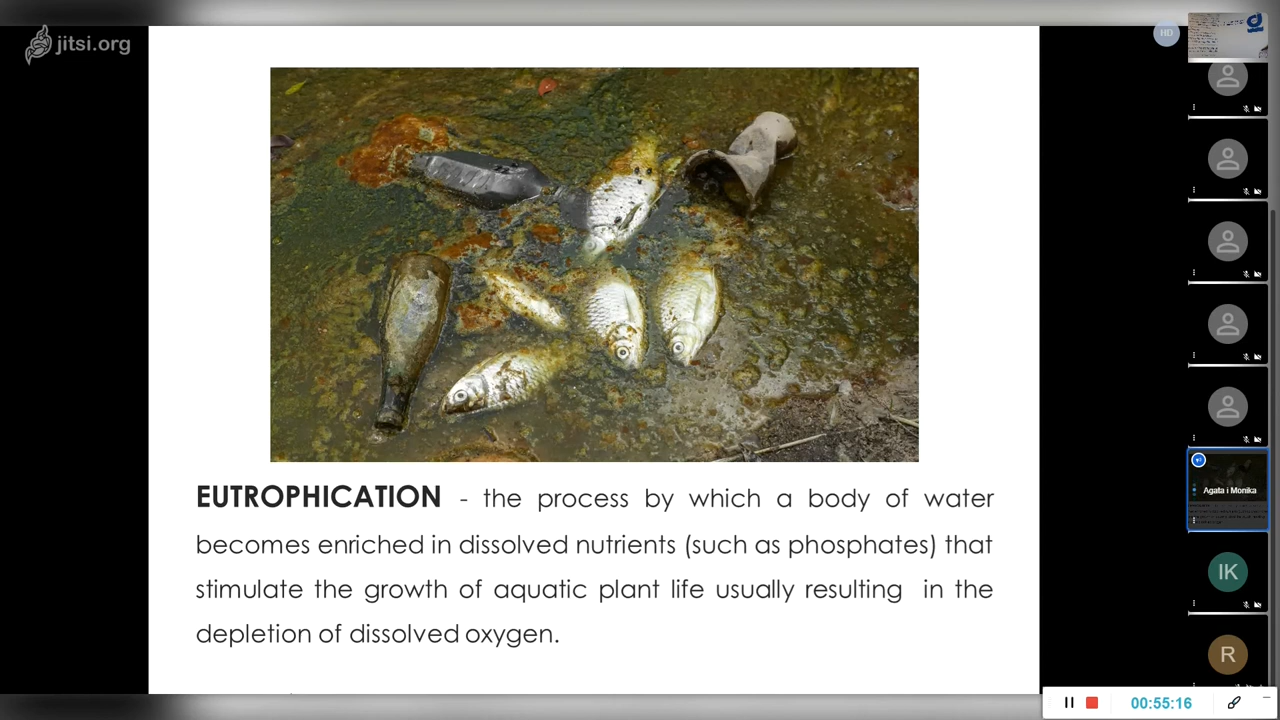 jitsi.org
HD
EUTROPHICATION - the process by which a body of water
becomes enriched in dissolved nutrients (such as phosphates) that
stimulate the growth of aquatic plant life usually resulting in the
depletion of dissolved oxygen.
Agata i Monika
IK
R
00:55:16